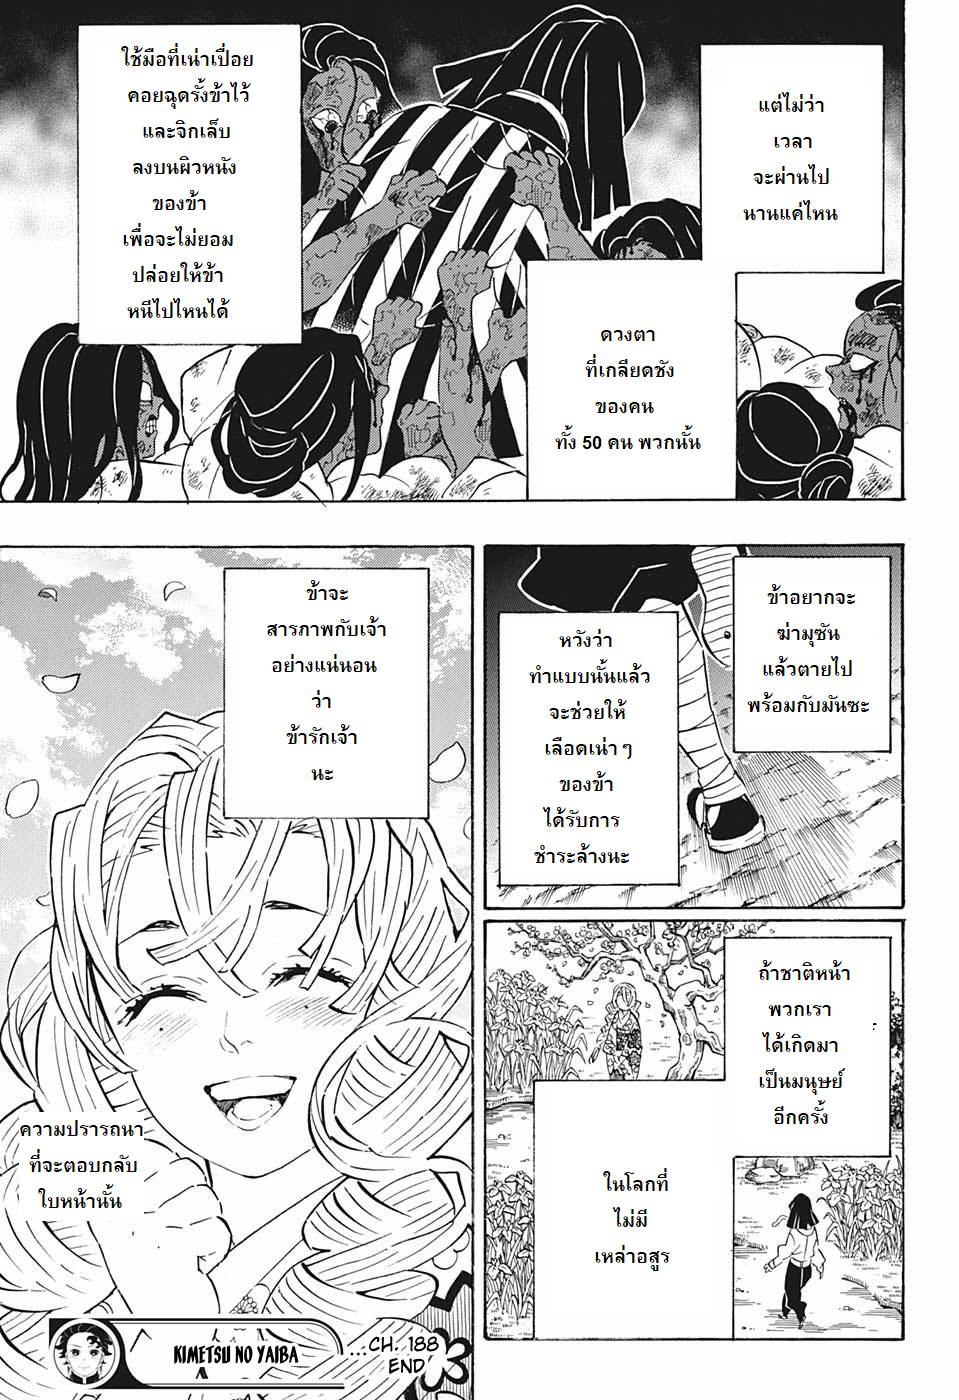 แต่ไม่ว่า
เวลา
จะผ่านไป
นานแค่ไหน
ดวงตา
ที่เกลียดชัง
ของคน
ทั้ง 50 คน พวกนั้น
ใช้มือที่เน่าเปื่อย
คอยฉุดรั้งข้าไว้
และจิกเล็บ
ลงบนผิวหนัง
ของข้า
เพื่อจะไม่ยอม
ปล่อยให้ข้า
หนีไปไหนได้
ข้าอยากจะ
ฆ่ามุซัน
แล้วตายไป
พร้อมกับมันซะ
หวังว่า
ทำแบบนั้นแล้ว
จะช่วยให้
เลือดเน่าๆ
ของข้า
ได้รับการ
ชำระล้างหะ
ถ้าชาติหน้า
พวกเรา
ได้เกิดมา
เป็นมนุษย์
อีกครั้ง
ในโลกที่
ไม่มี
เหล่าอสูร
ข้าจะ
สารภาพกับเจ้า
อย่างแน่นอน
ว่า
ข้ารักเจ้า
นะ
ความปรารถหา
ที่จะตอบกลับ
ใบหน้านั้น
KIMETSU NO YAIBA
...CH. 188
END